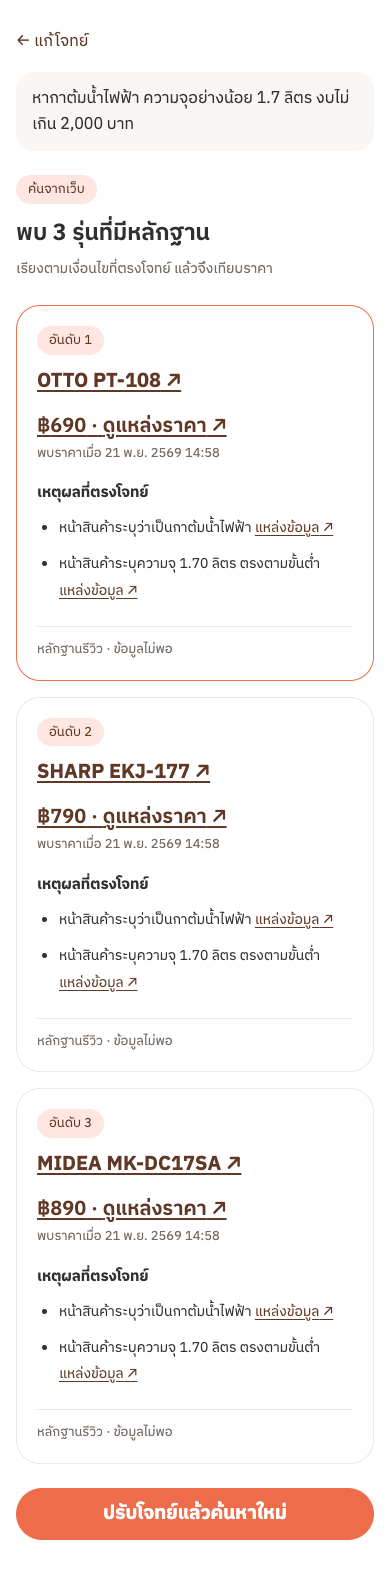 ← แก้โจทย์
หากาต้มน้ำไฟฟ้า ความจุอย่างน้อย 1.7 ลิตร งบไม่
เกิน 2,000 บาท
ค้นจากเว็บ
พบ 3 รุ่นที่มีหลักฐาน
เรียงตามเงื่อนไขที่ตรงโจทย์ แล้วจึงเทียบราคา
อันดับ 1
OTTO PT-108 ↗
฿690 · ดูแหล่งราคา ↗
พบราคาเมื่อ 21 พ.ย. 2569 14:58
เหตุผลที่ตรงโจทย์
• หน้าสินค้าระบุว่าเป็นกาต้มน้ำไฟฟ้า แหล่งข้อมูล ↗
• หน้าสินค้าระบุความจุ 1.70 ลิตร ตรงตามขั้นต่ำ
แหล่งข้อมูล ↗
หลักฐานรีวิว · ข้อมูลไม่พอ
อันดับ 2
SHARP EKJ-177 ↗
฿790 · ดูแหล่งราคา ↗
พบราคาเมื่อ 21 พ.ย. 2569 14:58
เหตุผลที่ตรงโจทย์
• หน้าสินค้าระบุว่าเป็นกาต้มน้ำไฟฟ้า แหล่งข้อมูล ↗
• หน้าสินค้าระบุความจุ 1.70 ลิตร ตรงตามขั้นต่ำ
แหล่งข้อมูล ↗
หลักฐานรีวิว · ข้อมูลไม่พอ
อันดับ 3
MIDEA MK-DC17SA ↗
฿890 · ดูแหล่งราคา ↗
พบราคาเมื่อ 21 พ.ย. 2569 14:58
เหตุผลที่ตรงโจทย์
• หน้าสินค้าระบุว่าเป็นกาต้มน้ำไฟฟ้า แหล่งข้อมูล ↗
• หน้าสินค้าระบุความจุ 1.70 ลิตร ตรงตามขั้นต่ำ
แหล่งข้อมูล ↗
หลักฐานรีวิว · ข้อมูลไม่พอ
ปรับโจทย์แล้วค้นหาใหม่